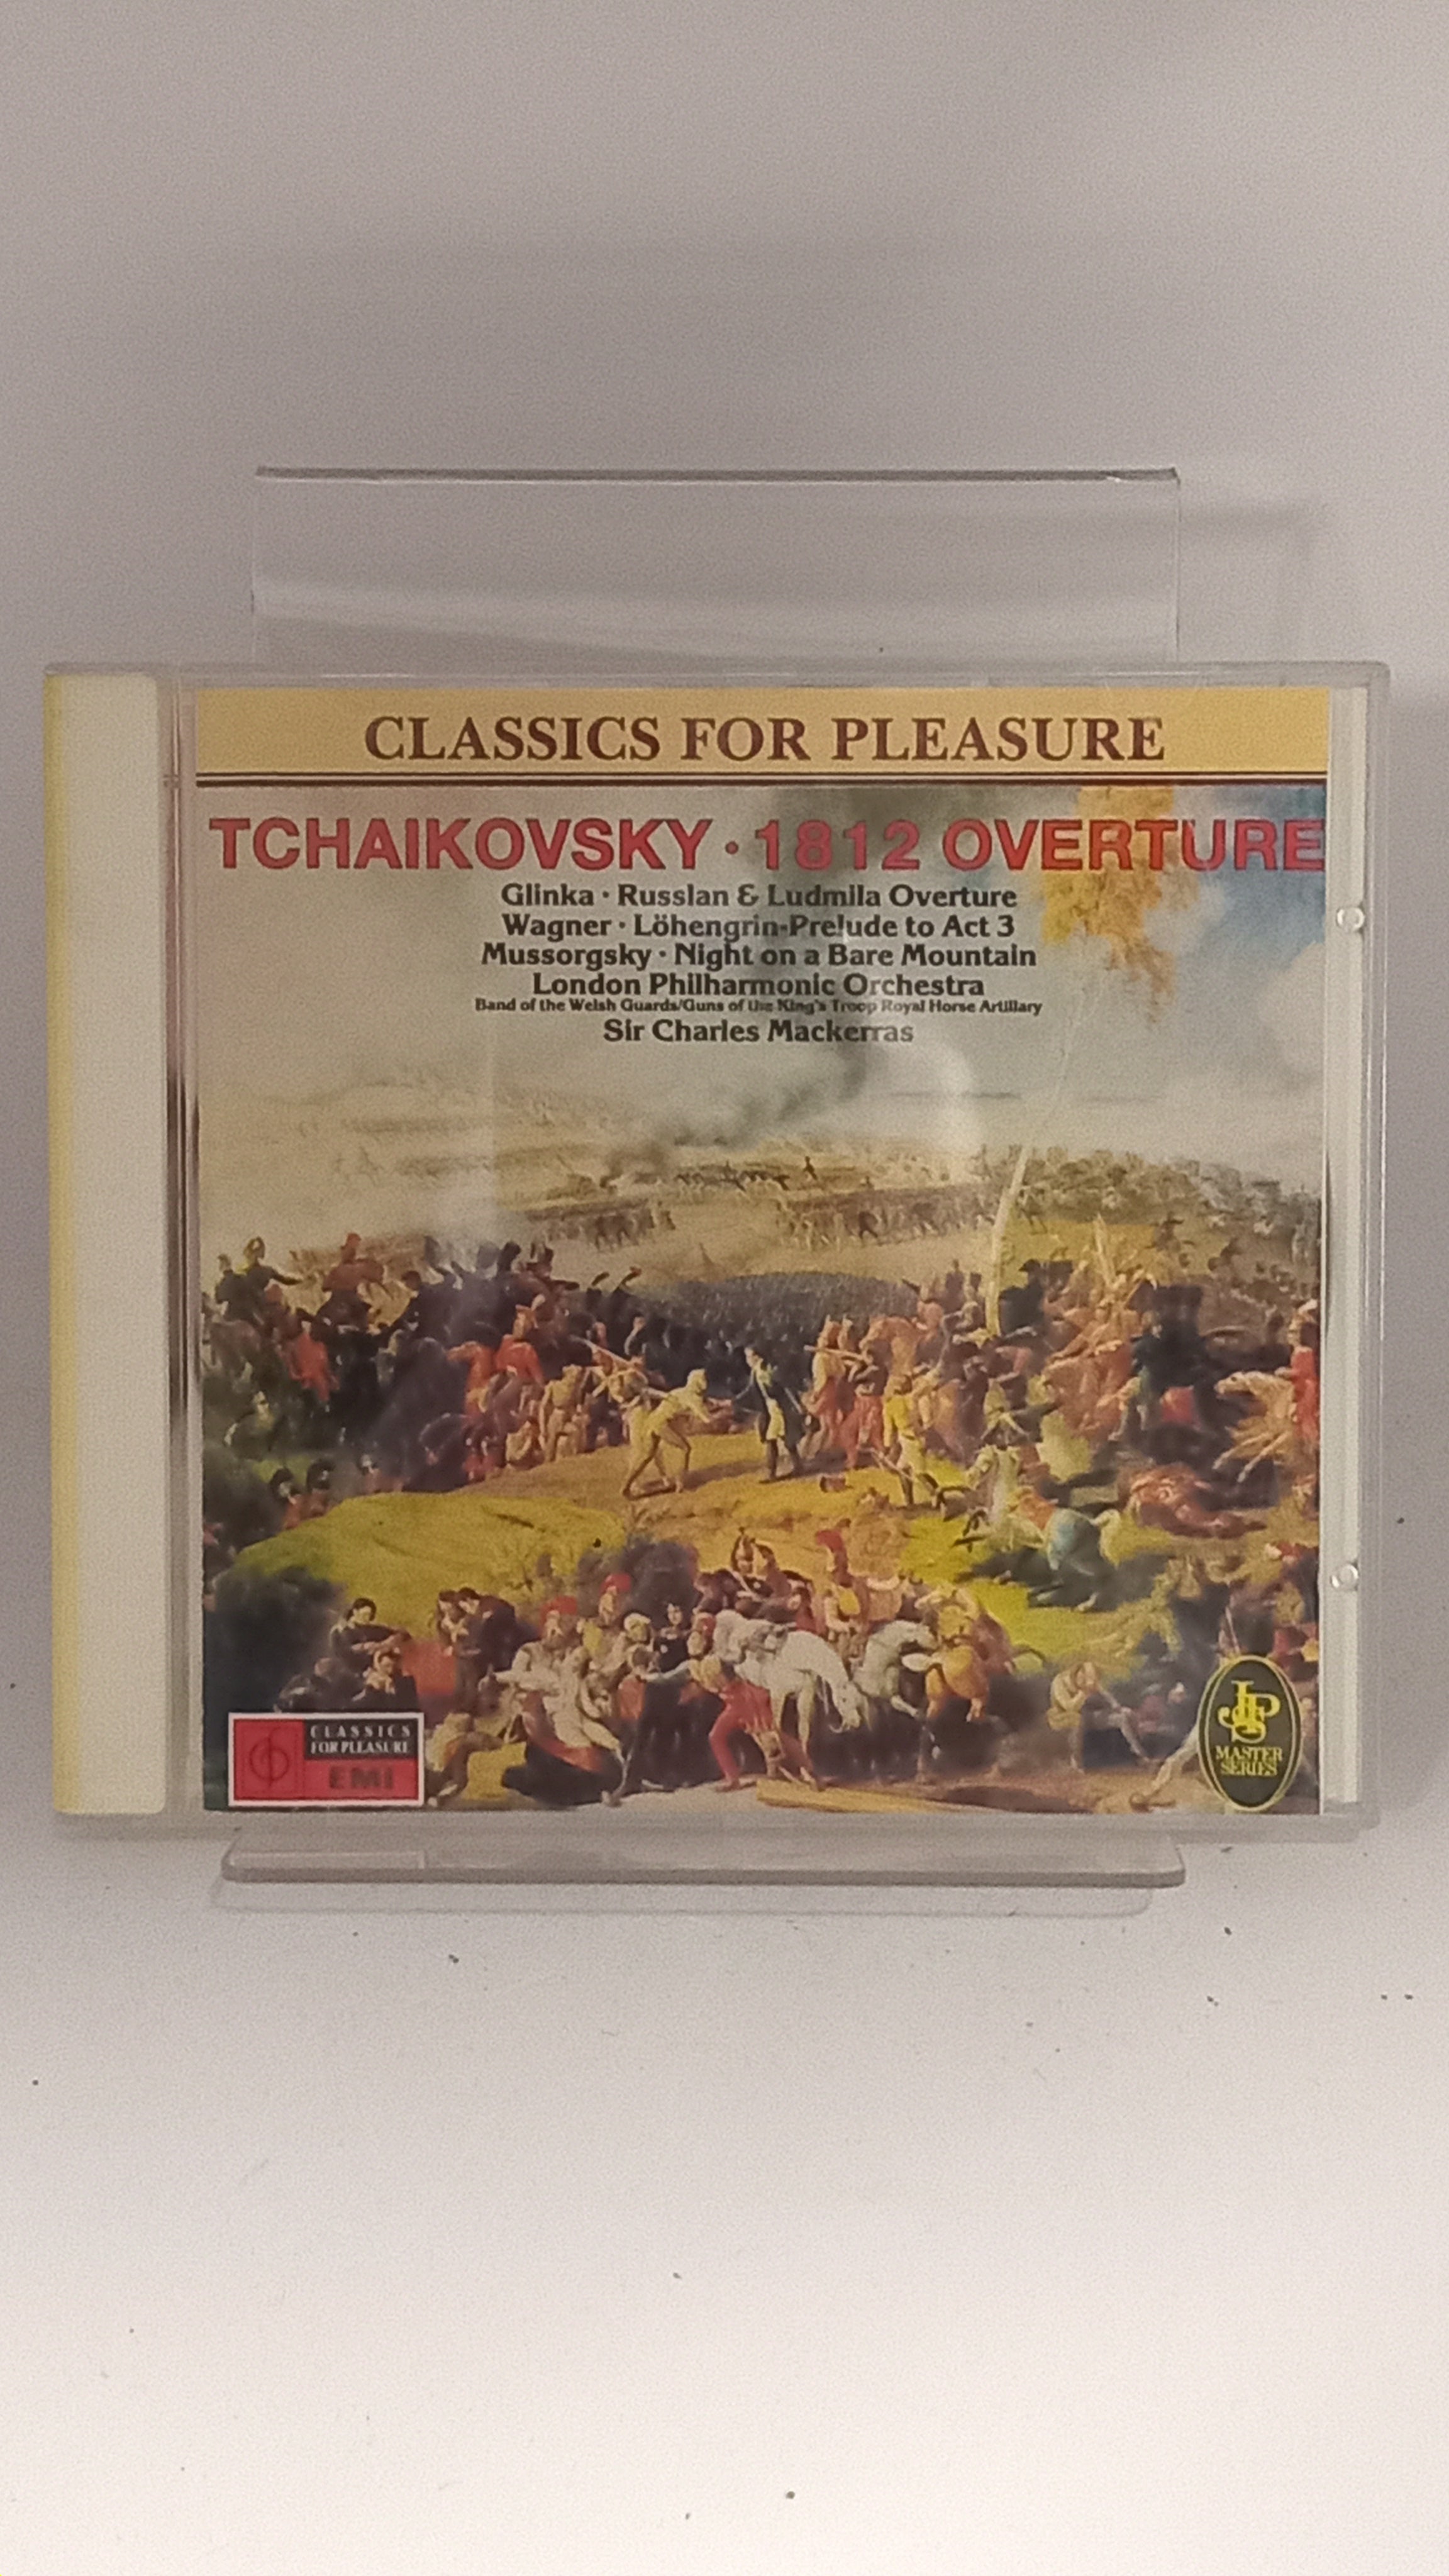 CLASSICS FOR PLEASURE
TCHAIKOVSKY · 1812 OVERTURE
Glinka · Russlan & Ludmila Overture
Wagner · Löhengrin-Prelude to Act 3
Mussorgsky · Night on a Bare Mountain
London Philharmonic Orchestra
Band of the Welsh Guards/Guns of the King's Troop Royal Horse Artillary
Sir Charles Mackerras
CLASSICS
FOR PLEASURE
EMI
JPS
MASTER
SERIES